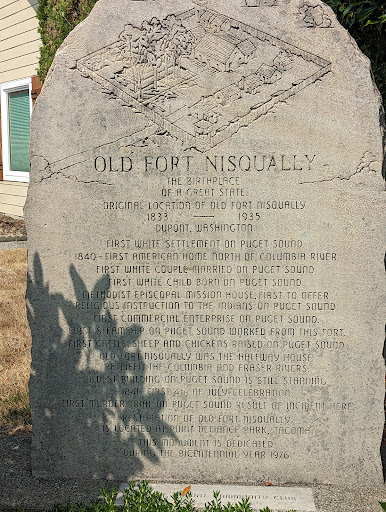 OLD FORT NISQUALLY
THE BIRTHPLACE
OF A GREAT STATE.
ORIGINAL LOCATION OF OLD FORT NISQUALLY
1833 —— 1935
DUPONT, WASHINGTON
FIRST WHITE SETTLEMENT ON PUGET SOUND
1840 - FIRST AMERICAN HOME NORTH OF COLUMBIA RIVER
FIRST WHITE COUPLE MARRIED ON PUGET SOUND
FIRST WHITE CHILD BORN ON PUGET SOUND
METHODIST EPISCOPAL MISSION HOUSE, FIRST TO OFFER
RELIGIOUS INSTRUCTION TO THE INDIANS ON PUGET SOUND
FIRST COMMERCIAL ENTERPRISE ON PUGET SOUND.
FIRST STEAMSHIP ON PUGET SOUND WORKED FROM THIS FORT.
FIRST CATTLE, SHEEP AND CHICKENS RAISED ON PUGET SOUND
OLD FORT NISQUALLY WAS THE HALFWAY HOUSE
BETWEEN THE COLUMBIA AND FRASER RIVERS
OLDEST BUILDING ON PUGET SOUND IS STILL STANDING
1841 FIRST 4th OF JULY CELEBRATION
FIRST MURDER TRIAL ON PUGET SOUND RESULT OF INCIDENT HERE
RESTORATION OF OLD FORT NISQUALLY
IS LOCATED AT POINT DEFIANCE PARK, TACOMA
THIS MONUMENT IS DEDICATED
DURING THE BICENTENNIAL YEAR 1976
COMMUNITY CLUB